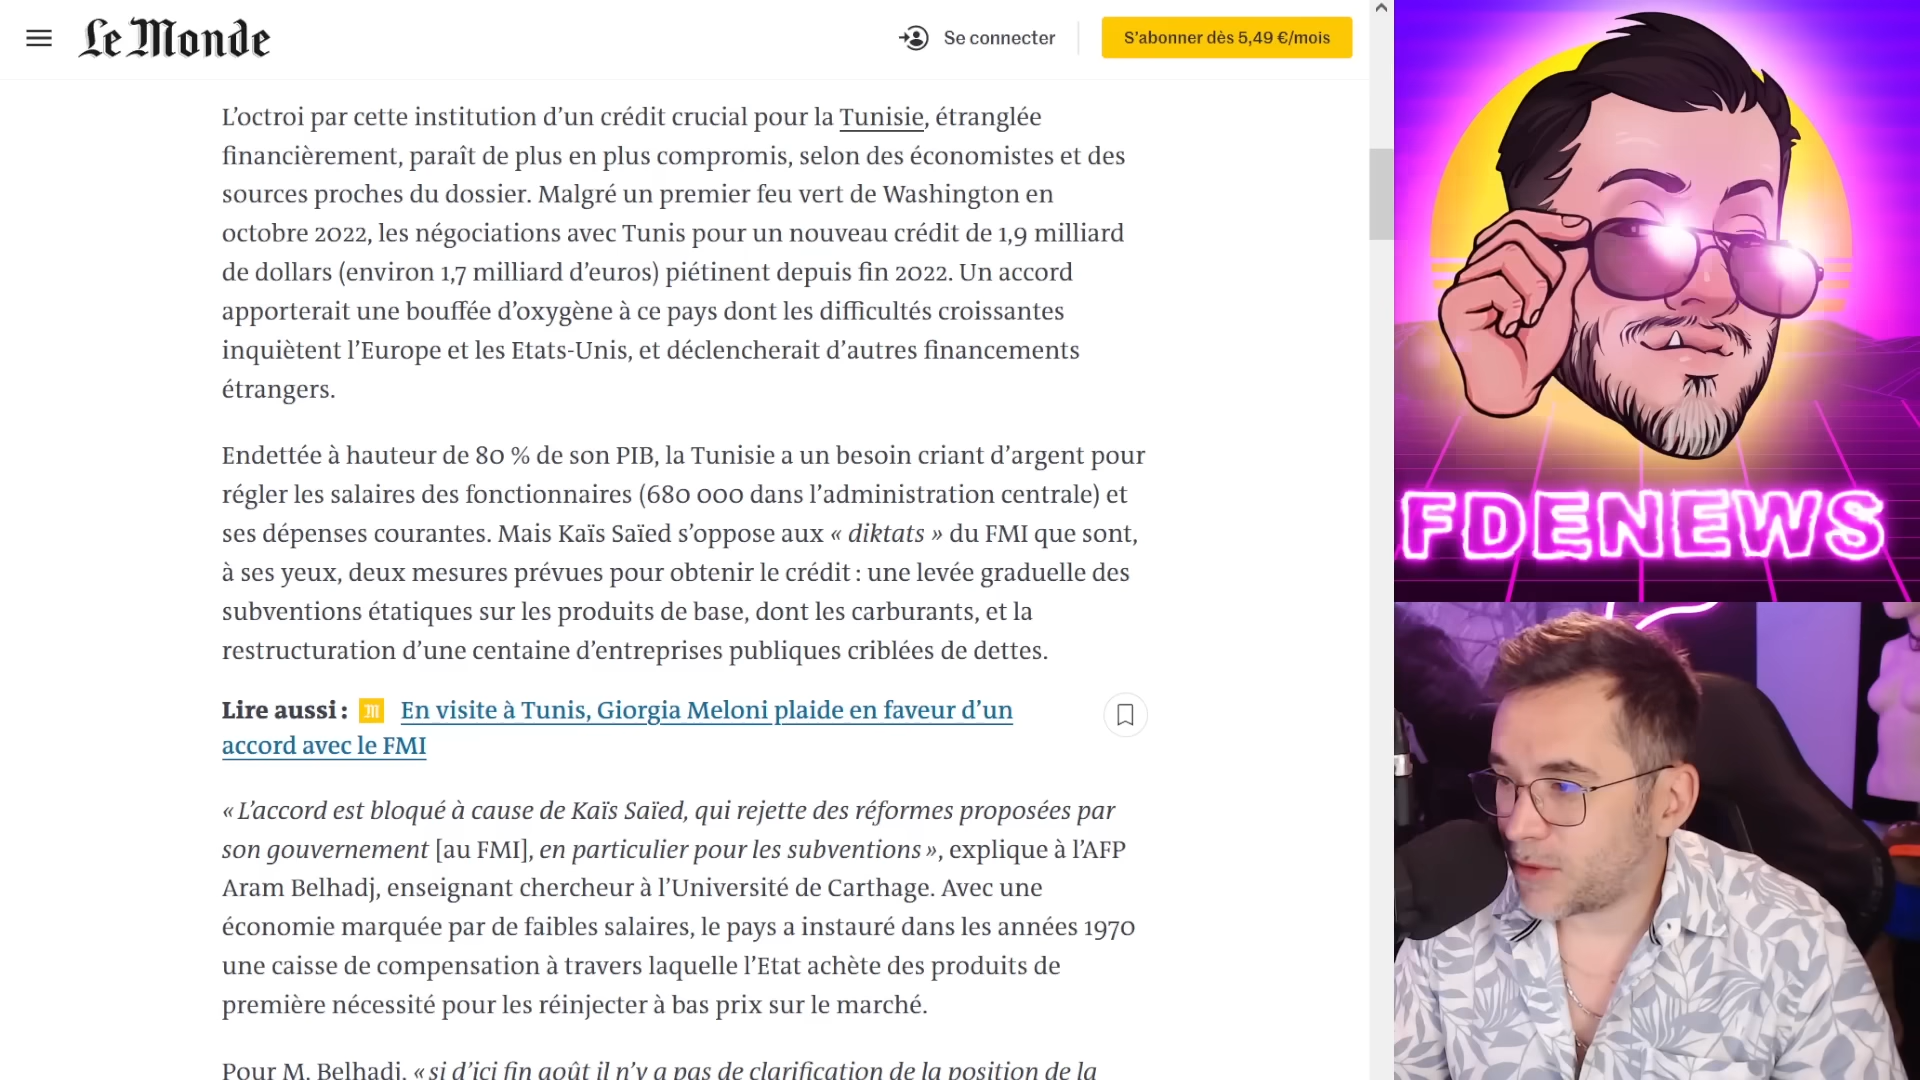 Le Monde
Se connecter
S’abonner dès 5,49 €/mois
L’octroi par cette institution d’un crédit crucial pour la Tunisie, étranglée
financièrement, paraît de plus en plus compromis, selon des économistes et des
sources proches du dossier. Malgré un premier feu vert de Washington en
octobre 2022, les négociations avec Tunis pour un nouveau crédit de 1,9 milliard
de dollars (environ 1,7 milliard d’euros) piétinent depuis fin 2022. Un accord
apporterait une bouffée d’oxygène à ce pays dont les difficultés croissantes
inquiètent l’Europe et les Etats-Unis, et déclencherait d’autres financements
étrangers.
Endettée à hauteur de 80 % de son PIB, la Tunisie a un besoin criant d’argent pour
régler les salaires des fonctionnaires (680 000 dans l’administration centrale) et
ses dépenses courantes. Mais Kaïs Saïed s’oppose aux « diktats » du FMI que sont,
à ses yeux, deux mesures prévues pour obtenir le crédit : une levée graduelle des
subventions étatiques sur les produits de base, dont les carburants, et la
restructuration d’une centaine d’entreprises publiques criblées de dettes.
Lire aussi : M En visite à Tunis, Giorgia Meloni plaide en faveur d’un
accord avec le FMI
« L’accord est bloqué à cause de Kaïs Saïed, qui rejette des réformes proposées par
son gouvernement [au FMI], en particulier pour les subventions », explique à l’AFP
Aram Belhadj, enseignant chercheur à l’Université de Carthage. Avec une
économie marquée par de faibles salaires, le pays a instauré dans les années 1970
une caisse de compensation à travers laquelle l’Etat achète des produits de
première nécessité pour les réinjecter à bas prix sur le marché.
Pour M. Belhadj, « si d’ici fin août il n’y a pas de clarification de la position de la
FDENEWS